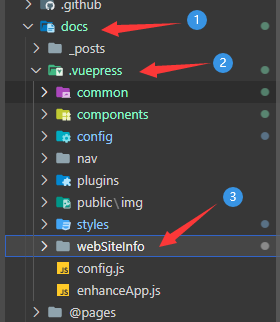 .github
docs
1
_posts
.vuepress
2
common
components
config
nav
plugins
public\img
styles
3
webSiteInfo
JS config.js
JS enhanceApp.js
@pages